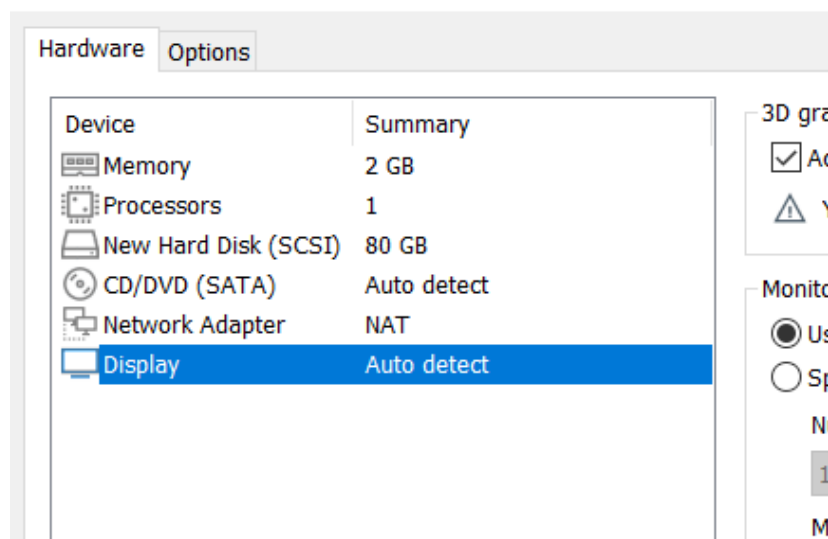 Hardware Options
Device Summary
Memory 2 GB
Processors 1
New Hard Disk (SCSI) 80 GB
CD/DVD (SATA) Auto detect
Network Adapter NAT
Display Auto detect
3D